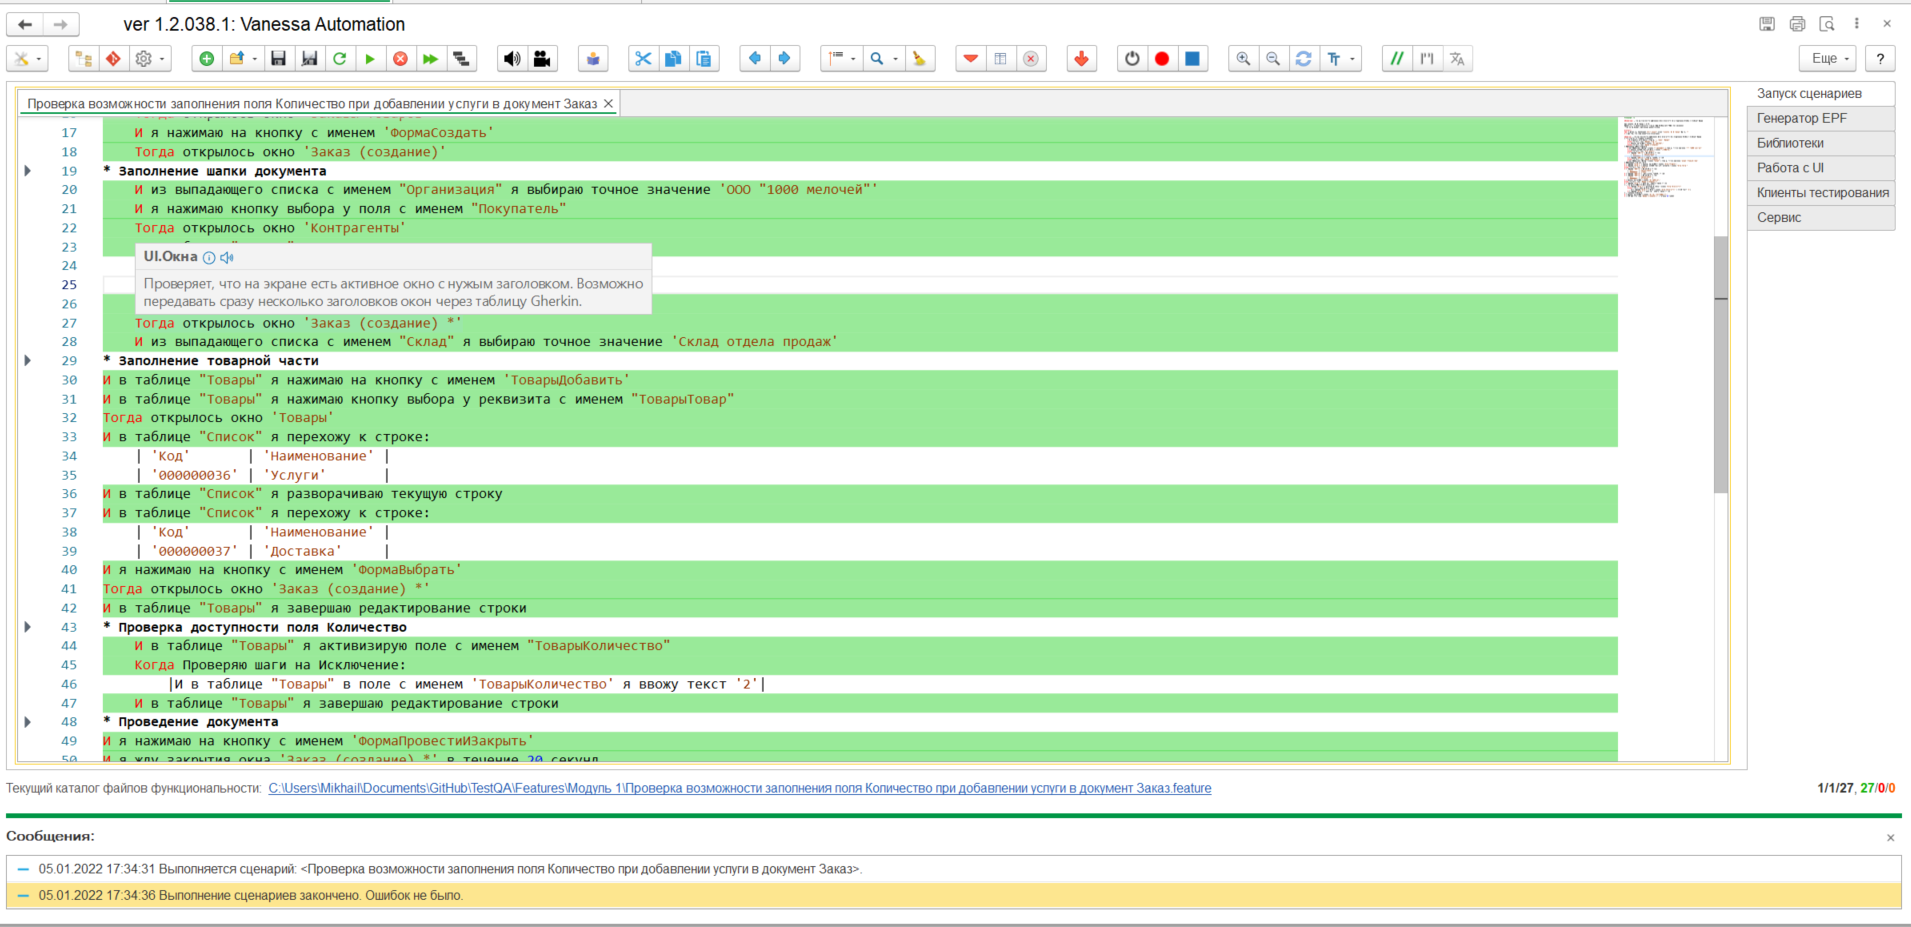 ver 1.2.038.1: Vanessa Automation
Еще
?
Проверка возможности заполнения поля Количество при добавлении услуги в документ Заказ
Запуск сценариев
Генератор EPF
Библиотеки
Работа с UI
Клиенты тестирования
Сервис
17 И я нажимаю на кнопку с именем 'ФормаСоздать'
18 Тогда открылось окно 'Заказ (создание)'
19 * Заполнение шапки документа
20 И из выпадающего списка с именем "Организация" я выбираю точное значение 'ООО "1000 мелочей"'
21 И я нажимаю кнопку выбора у поля с именем "Покупатель"
22 Тогда открылось окно 'Контрагенты'
23
UI.Окна
24
Проверяет, что на экране есть активное окно с нужым заголовком. Возможно
25
передавать сразу несколько заголовков окон через таблицу Gherkin.
26
27 Тогда открылось окно 'Заказ (создание) *'
28 И из выпадающего списка с именем "Склад" я выбираю точное значение 'Склад отдела продаж'
29 * Заполнение товарной части
30 И в таблице "Товары" я нажимаю на кнопку с именем 'ТоварыДобавить'
31 И в таблице "Товары" я нажимаю кнопку выбора у реквизита с именем "ТоварыТовар"
32 Тогда открылось окно 'Товары'
33 И в таблице "Список" я перехожу к строке:
34 | 'Код' | 'Наименование' |
35 | '000000036' | 'Услуги' |
36 И в таблице "Список" я разворачиваю текущую строку
37 И в таблице "Список" я перехожу к строке:
38 | 'Код' | 'Наименование' |
39 | '000000037' | 'Доставка' |
40 И я нажимаю на кнопку с именем 'ФормаВыбрать'
41 Тогда открылось окно 'Заказ (создание) *'
42 И в таблице "Товары" я завершаю редактирование строки
43 * Проверка доступности поля Количество
44 И в таблице "Товары" я активизирую поле с именем "ТоварыКоличество"
45 Когда Проверяю шаги на Исключение:
46 |И в таблице "Товары" в поле с именем 'ТоварыКоличество' я ввожу текст '2'|
47 И в таблице "Товары" я завершаю редактирование строки
48 * Проведение документа
49 И я нажимаю на кнопку с именем 'ФормаПровестиИЗакрыть'
50 И я жду закрытия окна 'Заказ (создание) *' в течение 20 секунд
Текущий каталог файлов функциональности: C:\Users\Mikhail\Documents\GitHub\TestQA\Features\Модуль 1\Проверка возможности заполнения поля Количество при добавлении услуги в документ Заказ.feature
1/1/27, 27/0/0
Сообщения:
05.01.2022 17:34:31 Выполняется сценарий: <Проверка возможности заполнения поля Количество при добавлении услуги в документ Заказ>.
05.01.2022 17:34:36 Выполнение сценариев закончено. Ошибок не было.